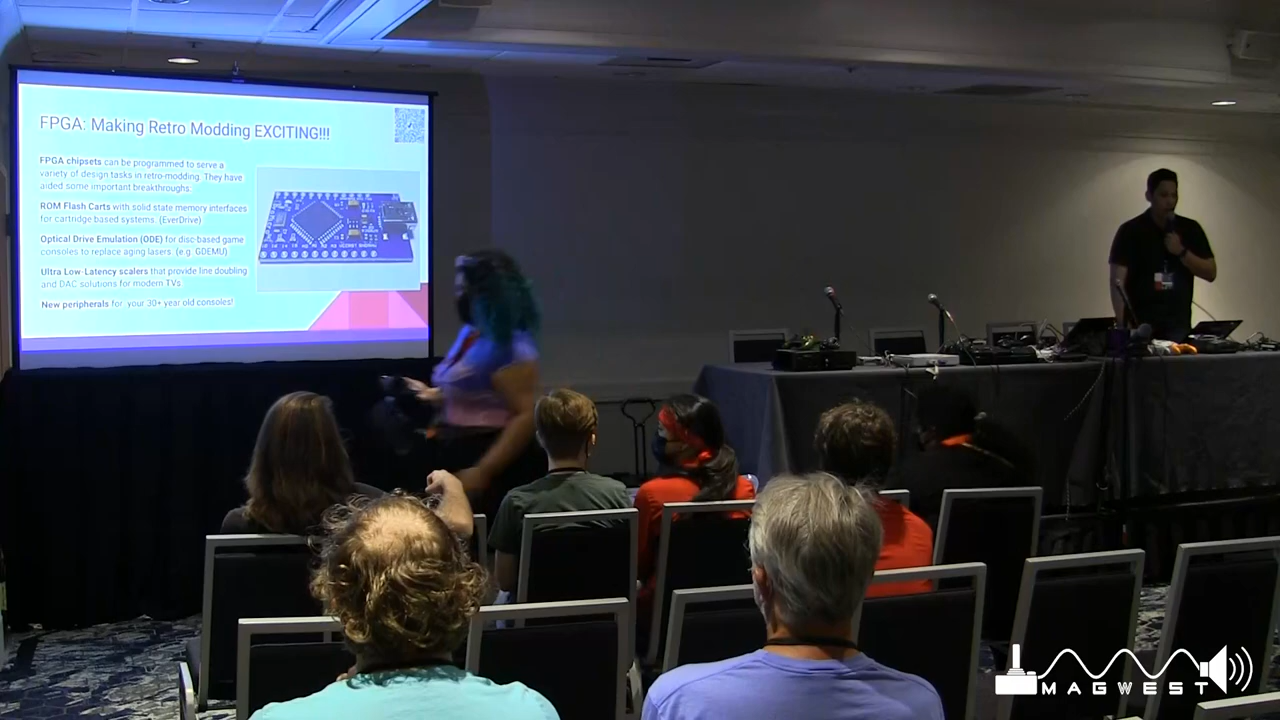 FPGA: Making Retro Modding EXCITING!!!
FPGA chipsets can be programmed to serve a
variety of design tasks in retro-modding. They have
aided some important breakthroughs:
ROM Flash Carts with solid state memory interfaces
for cartridge based systems. (EverDrive)
Optical Drive Emulation (ODE) for disc-based game
consoles to replace aging lasers. (e.g. GDEMU)
Ultra Low-Latency scalers that provide line doubling
and DAC solutions for modern TVs.
New peripherals for your 30+ year old consoles!
MAGWEST